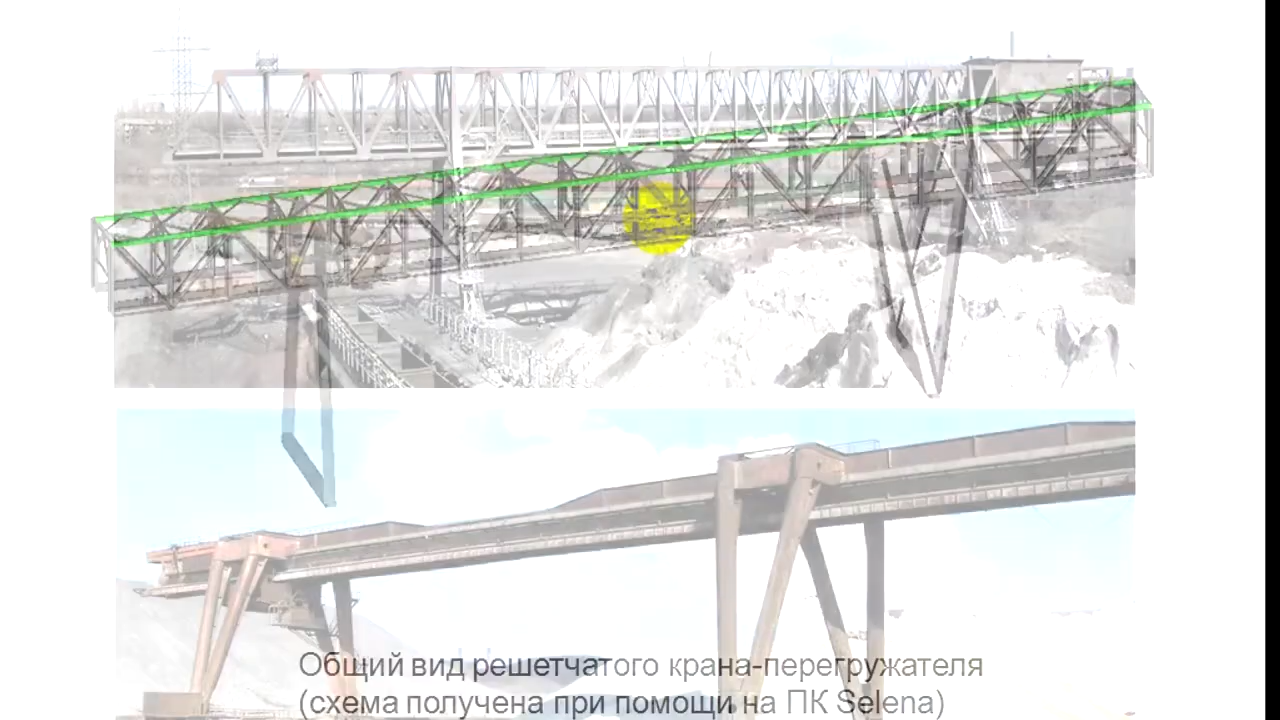 Общий вид решетчатого крана-перегружателя
(схема получена при помощи на ПК Selena)